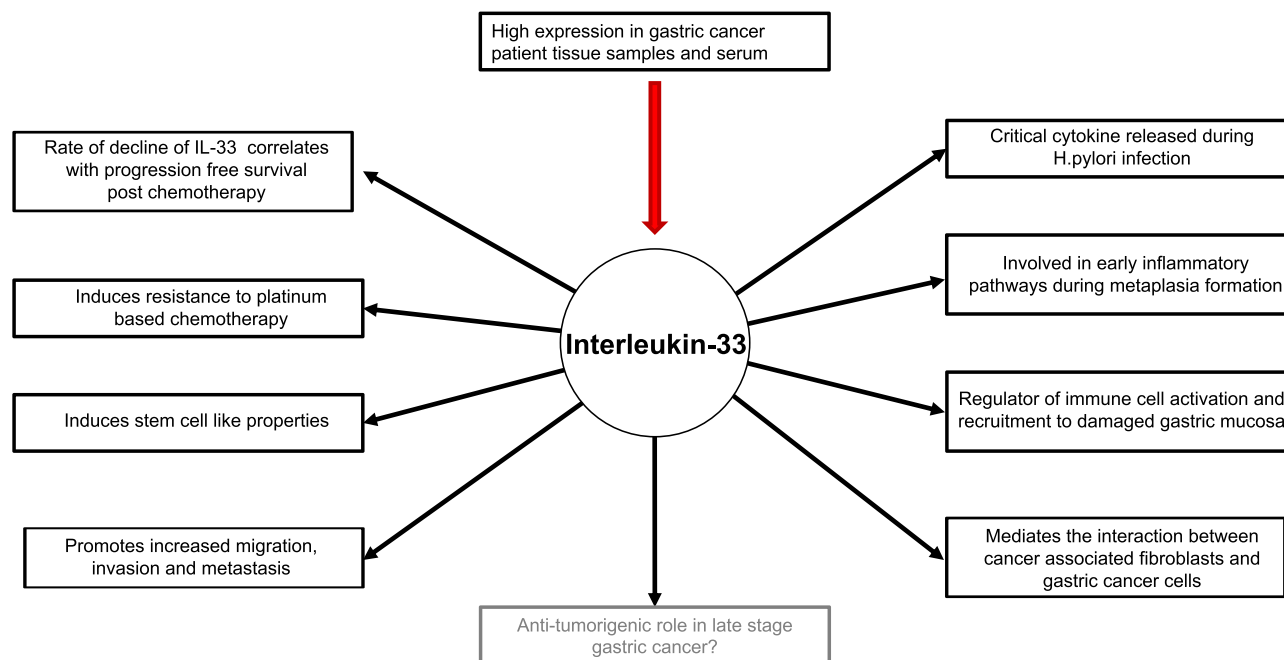 High expression in gastric cancer
patient tissue samples and serum
Rate of decline of IL-33 correlates
with progression free survival
post chemotherapy
Induces resistance to platinum
based chemotherapy
Induces stem cell like properties
Promotes increased migration,
invasion and metastasis
Interleukin-33
Critical cytokine released during
H.pylori infection
Involved in early inflammatory
pathways during metaplasia formation
Regulator of immune cell activation and
recruitment to damaged gastric mucosa
Mediates the interaction between
cancer associated fibroblasts and
gastric cancer cells
Anti-tumorigenic role in late stage
gastric cancer?